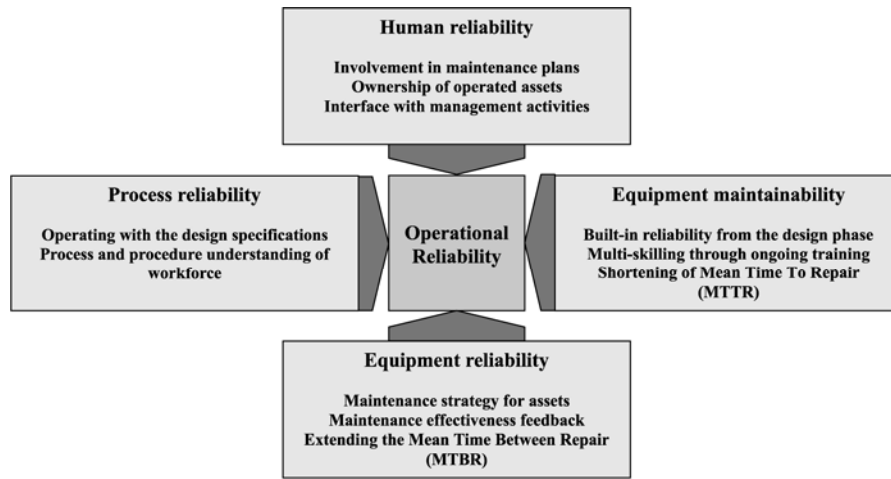 Human reliability
Involvement in maintenance plans
Ownership of operated assets
Interface with management activities
Process reliability
Operating with the design specifications
Process and procedure understanding of
workforce
Operational
Reliability
Equipment maintainability
Built-in reliability from the design phase
Multi-skilling through ongoing training
Shortening of Mean Time To Repair
(MTTR)
Equipment reliability
Maintenance strategy for assets
Maintenance effectiveness feedback
Extending the Mean Time Between Repair
(MTBR)